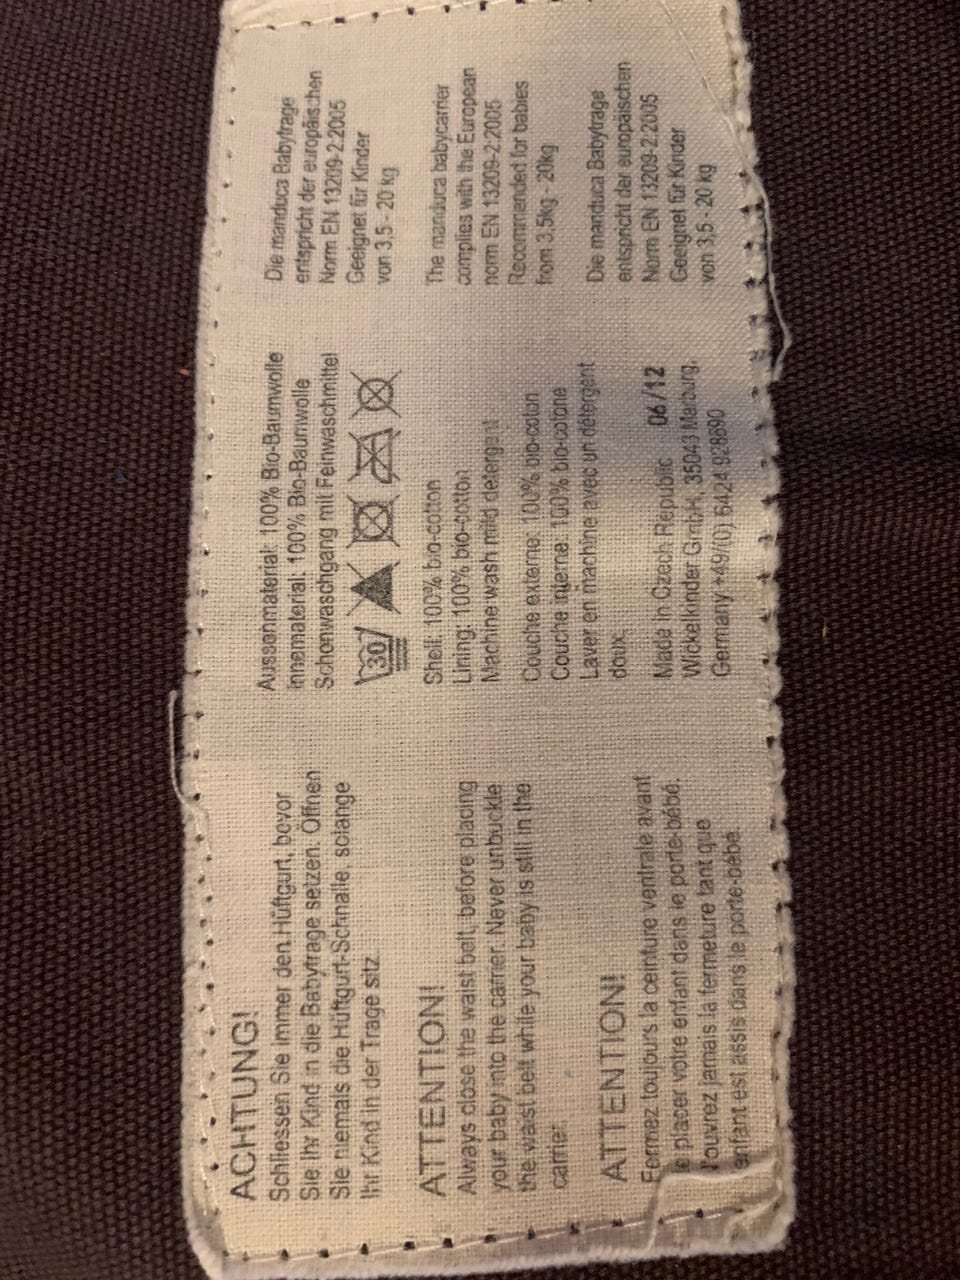 ACHTUNG!
Schliessen Sie immer den Hüftgurt, bevor
Sie Ihr Kind in die Babytrage setzen. Öffnen
Sie niemals die Hüftgurt-Schnalle, solange
Ihr Kind in der Trage sitz
ATTENTION!
Always close the waist belt, before placing
your baby into the carrier. Never unbuckle
the waist belt while your baby is still in the
carrier.
ATTENTION!
Fermez toujours la ceinture ventrale avant
le placer votre enfant dans le porte-bébé.
l'ouvrez jamais la fermeture tant que
enfant est assis dans le porte-bébé.
Aussenmaterial: 100% Bio-Baumwolle
Innenmaterial: 100% Bio-Baumwolle
Schonwaschgang mit Feinwaschmittel
30
Shell: 100% bio-cotton
Lining: 100% bio-cotton
Machine wash mild detergent
Couche externe: 100% bio-coton
Couche interne: 100% bio-cotone
Laver en machine avec un détergent
doux.
Made in Czech Republic 06/12
Wickelkinder GmbH, 35043 Marburg,
Germany +49/(0) 6424 928690
Die manduca Babytrage
entspricht der europäischen
Norm EN 13209-2:2005
Geeignet für Kinder
von 3,5 - 20 kg
The manduca babycarrier
complies with the European
norm EN 13209-2:2005
Recommended for babies
from 3,5kg - 20kg
Die manduca Babytrage
entspricht der europäischen
Norm EN 13209-2:2005
Geeignet für Kinder
von 3,5 - 20 kg